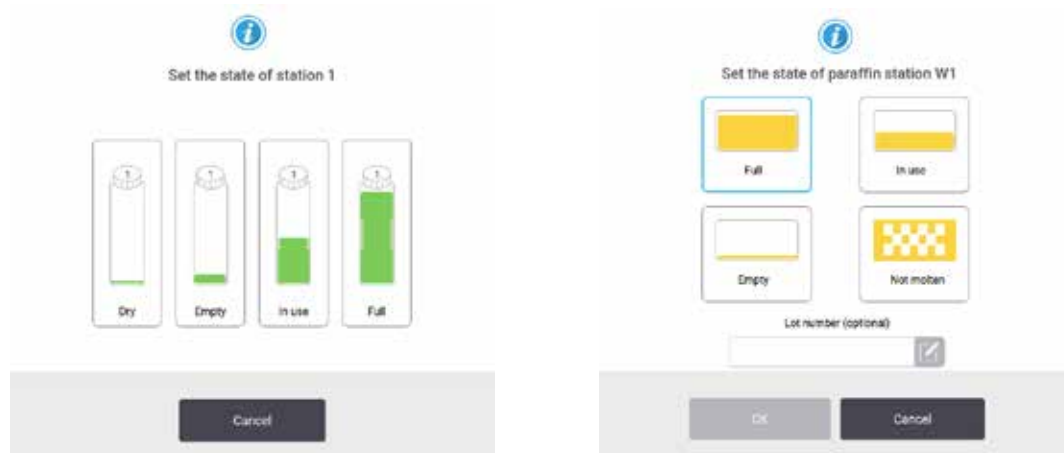 Set the state of station 1
1
1
1
1
Dry
Empty
In use
Full
Cancel
Set the state of paraffin station W1
Full
In use
Empty
Not molten
Lot number (optional)
OK
Cancel